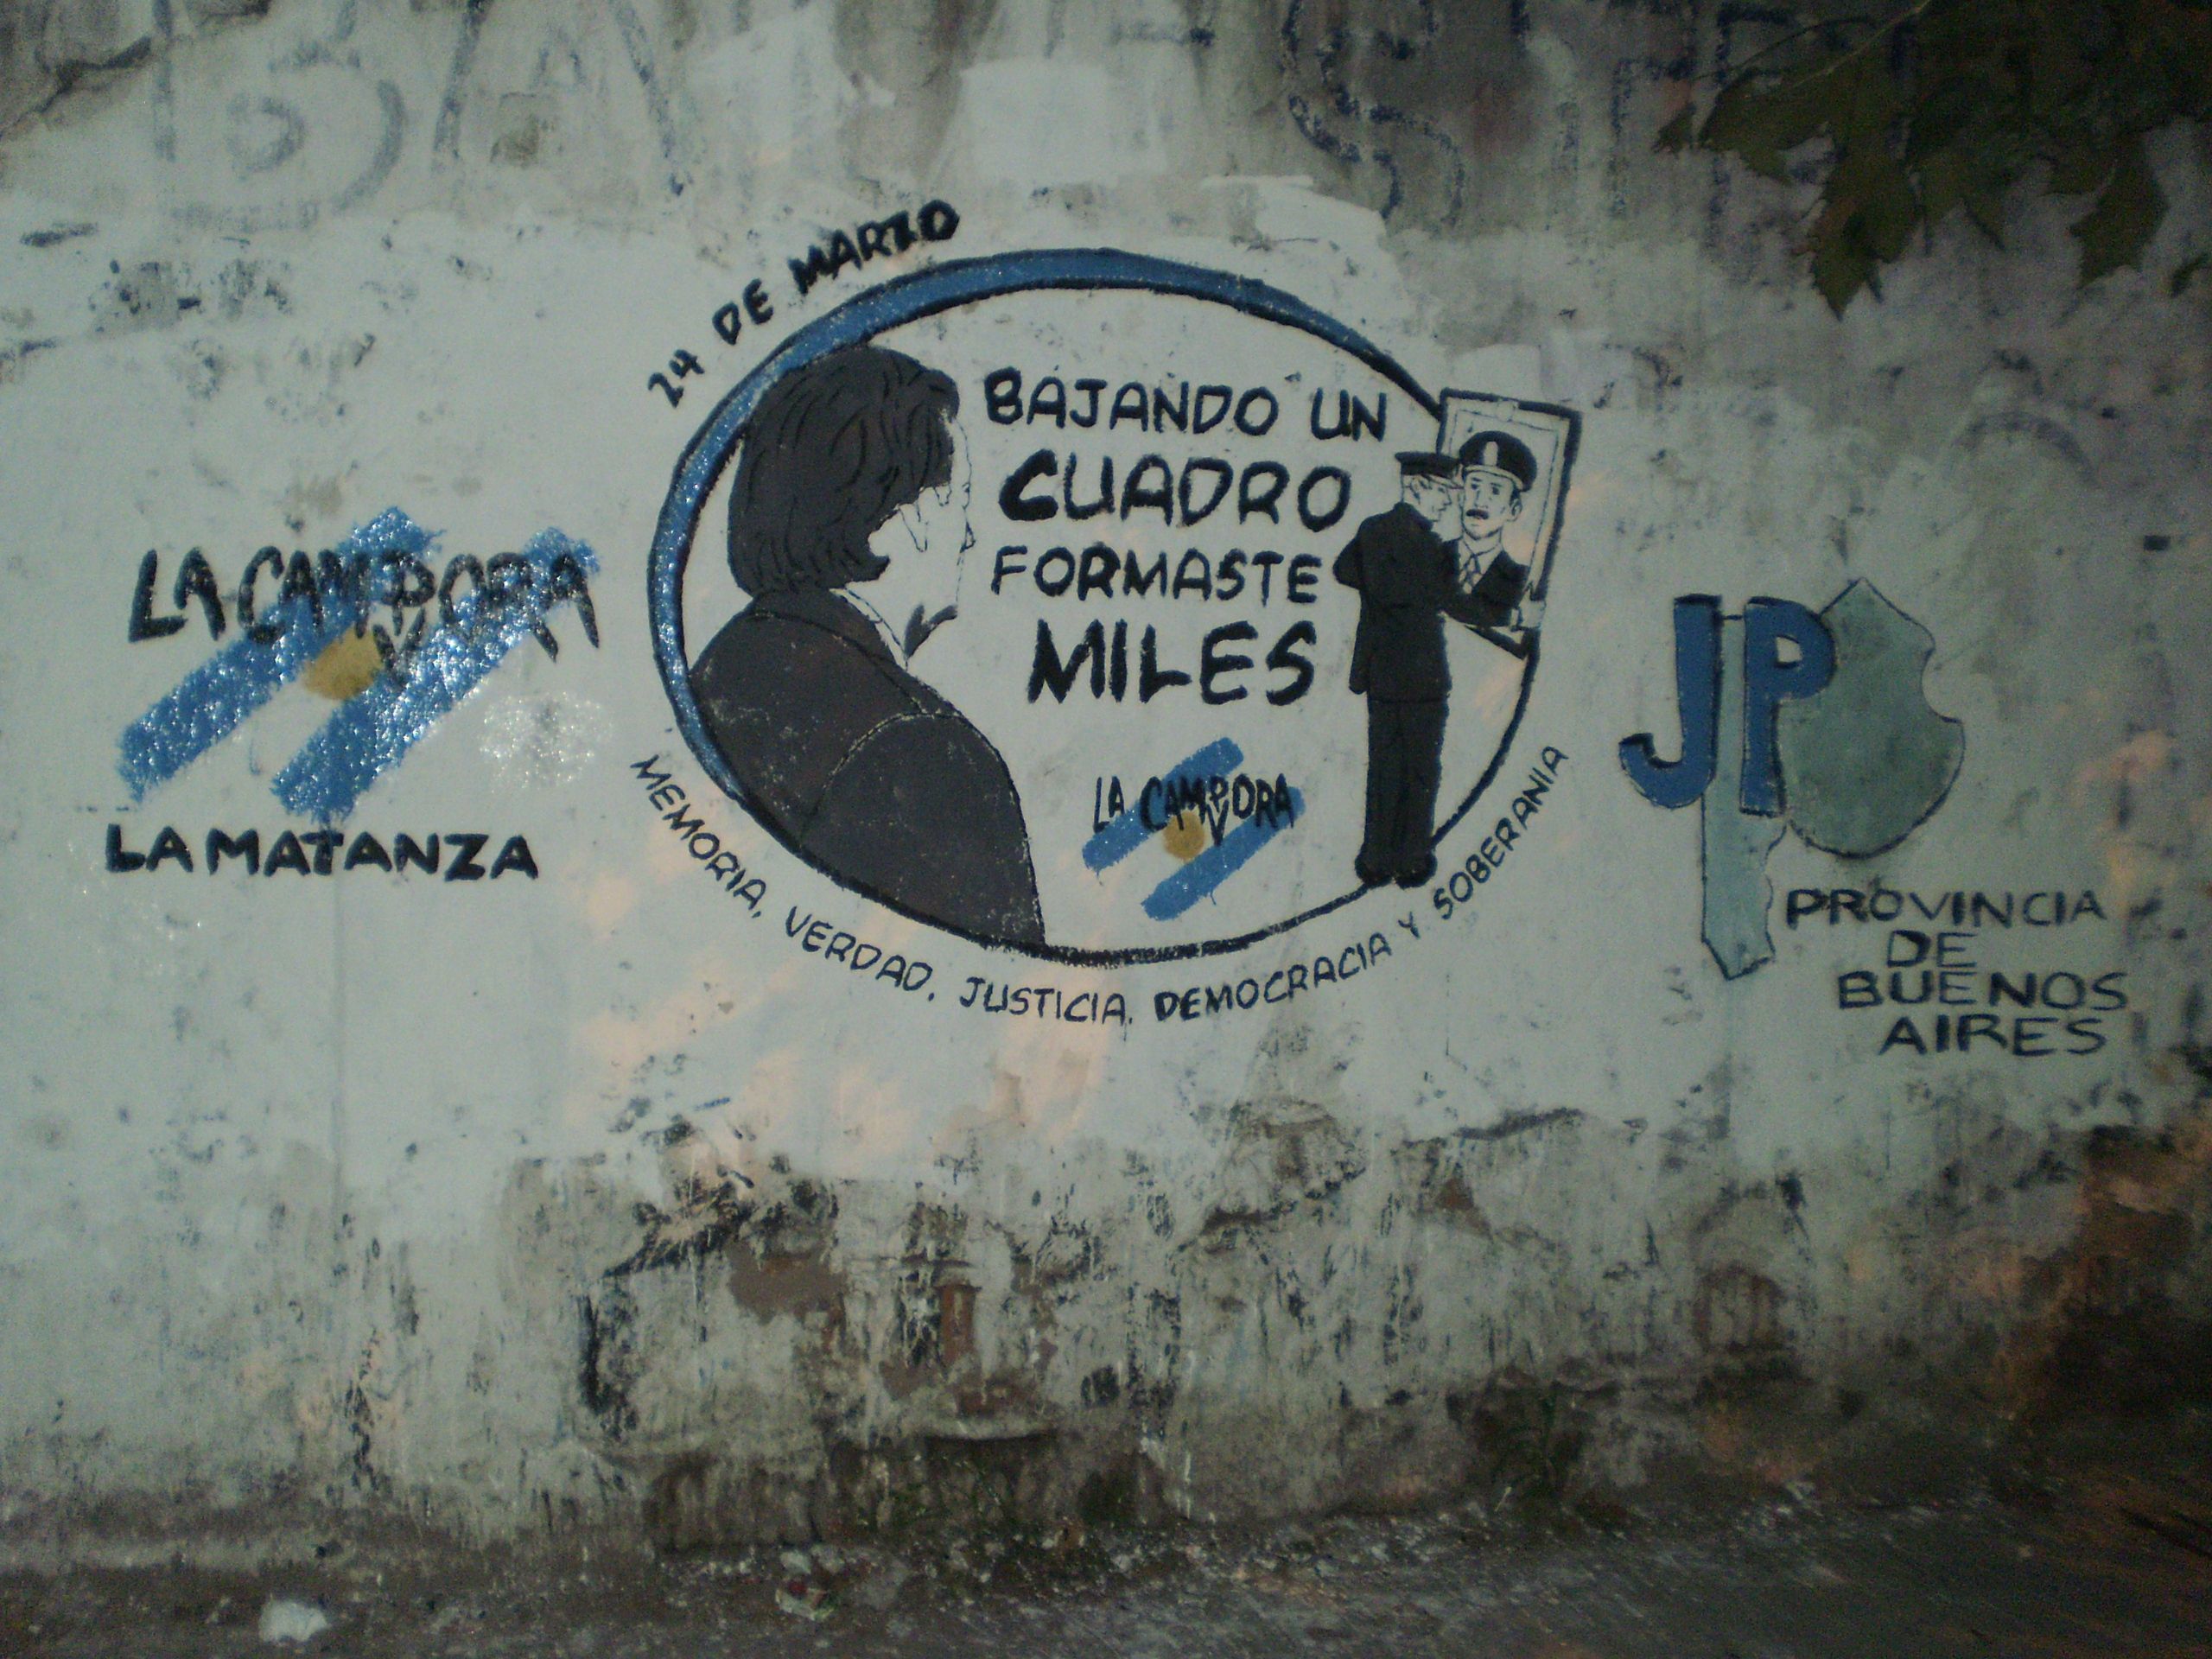 24 DE MARZO
BAJANDO UN
CUADRO
FORMASTE
MILES
LA CAMPORA
MEMORIA, VERDAD, JUSTICIA, DEMOCRACIA Y SOBERANIA
LA CAMPORA
LA MATANZA
JP
PROVINCIA
DE
BUENOS
AIRES